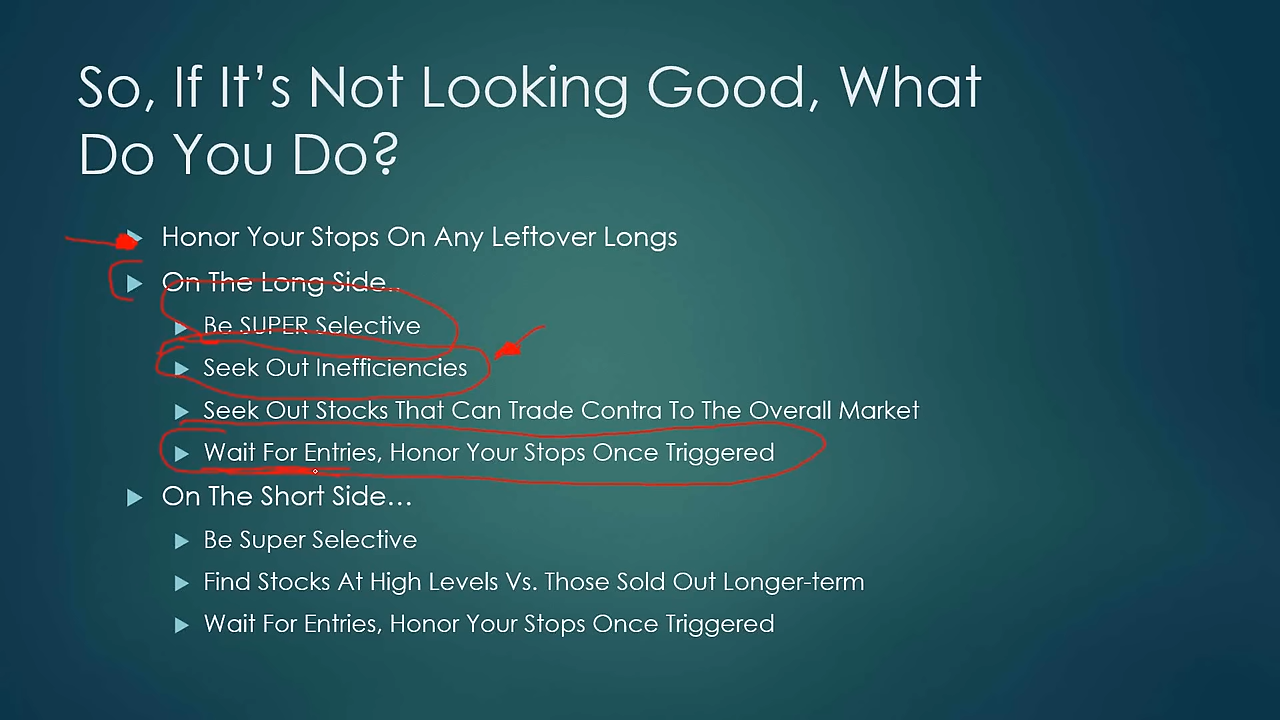 So, If It's Not Looking Good, What
Do You Do?
Honor Your Stops On Any Leftover Longs
On The Long Side..
Be SUPER Selective
Seek Out Inefficiencies
Seek Out Stocks That Can Trade Contra To The Overall Market
Wait For Entries, Honor Your Stops Once Triggered
On The Short Side…
Be Super Selective
Find Stocks At High Levels Vs. Those Sold Out Longer-term
Wait For Entries, Honor Your Stops Once Triggered